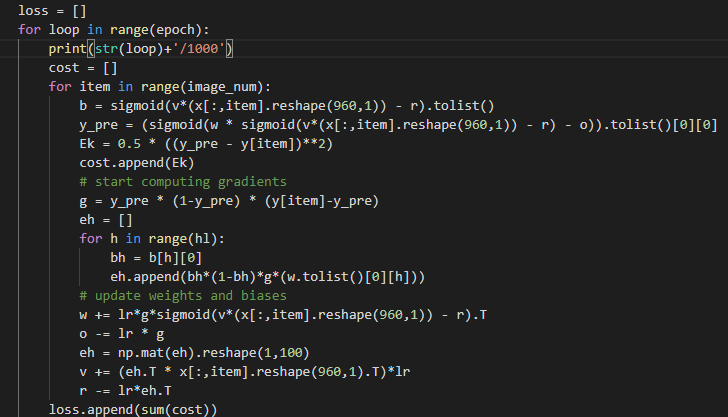 loss = []
for loop in range(epoch):
    print(str(loop)+'/1000')
    cost = []
    for item in range(image_num):
        b = sigmoid(v*(x[:,item].reshape(960,1)) - r).tolist()
        y_pre = (sigmoid(w * sigmoid(v*(x[:,item].reshape(960,1)) - r) - o)).tolist()[0][0]
        Ek = 0.5 * ((y_pre - y[item])**2)
        cost.append(Ek)
        # start computing gradients
        g = y_pre * (1-y_pre) * (y[item]-y_pre)
        eh = []
        for h in range(hl):
            bh = b[h][0]
            eh.append(bh*(1-bh)*g*(w.tolist()[0][h]))
        # update weights and biases
        w += lr*g*sigmoid(v*(x[:,item].reshape(960,1)) - r).T
        o -= lr * g
        eh = np.mat(eh).reshape(1,100)
        v += (eh.T * x[:,item].reshape(960,1).T)*lr
        r -= lr*eh.T
    loss.append(sum(cost))